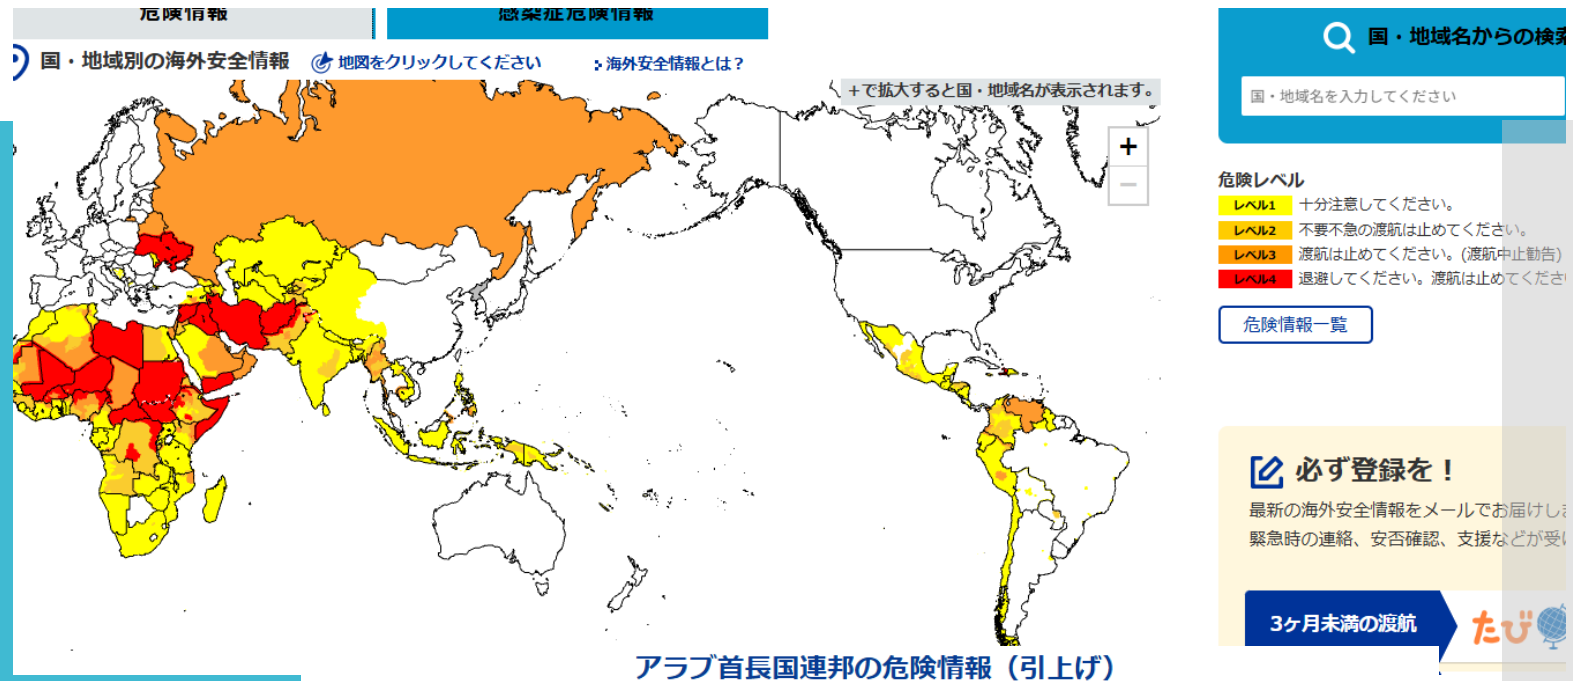 危険情報
感染症危険情報
国・地域別の海外安全情報
地図をクリックしてください
海外安全情報とは？
+で拡大すると国・地域名が表示されます。
+
−
国・地域名からの検索
国・地域名を入力してください
危険レベル
レベル1 十分注意してください。
レベル2 不要不急の渡航は止めてください。
レベル3 渡航は止めてください。(渡航中止勧告)
レベル4 退避してください。渡航は止めてくださ
危険情報一覧
必ず登録を！
最新の海外安全情報をメールでお届けしま
緊急時の連絡、安否確認、支援などが受け
3ヶ月未満の渡航
たび
アラブ首長国連邦の危険情報（引上げ）